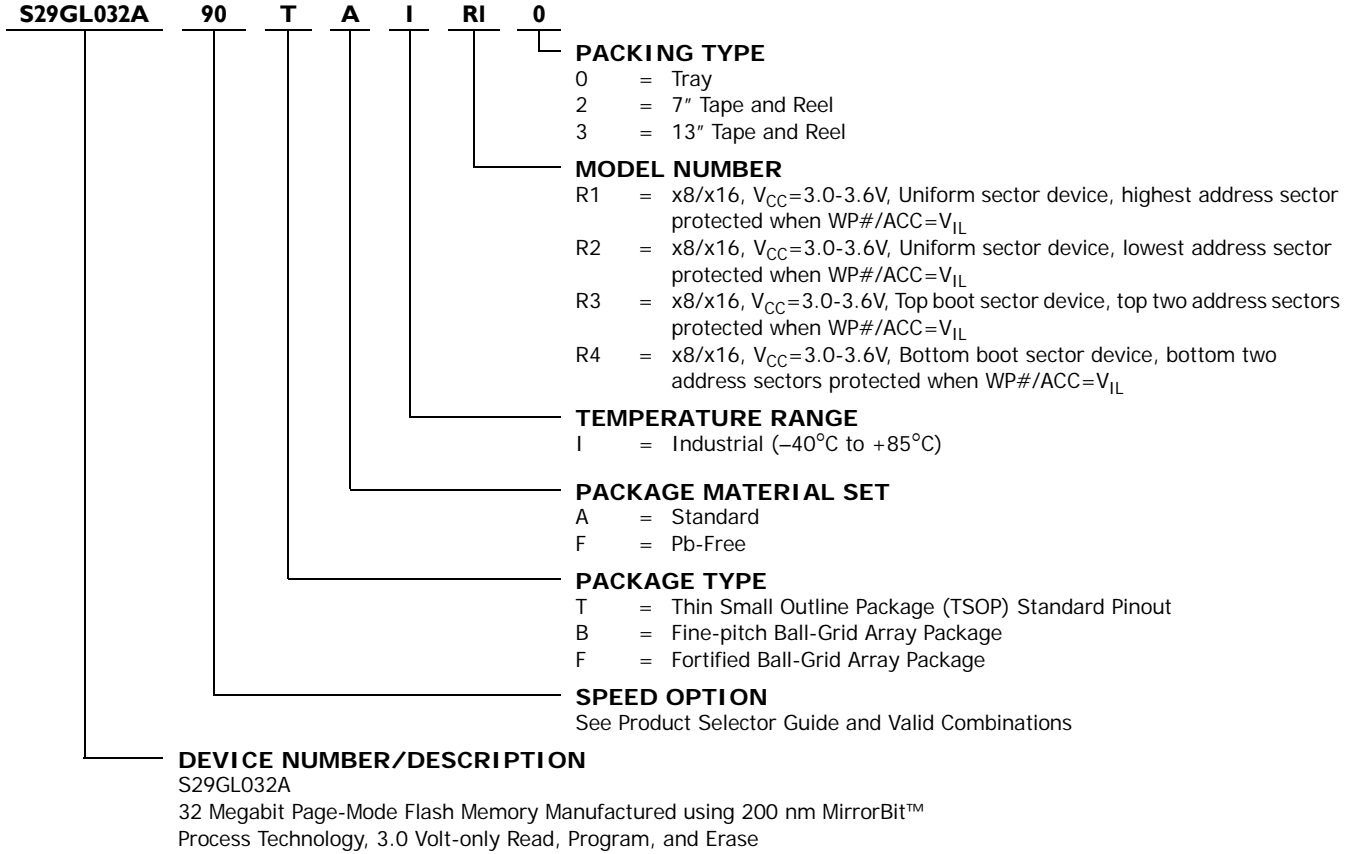 S29GL032A 90 T A I R1 0
PACKING TYPE
0 = Tray
2 = 7" Tape and Reel
3 = 13" Tape and Reel
MODEL NUMBER
R1 = x8/x16, VCC=3.0-3.6V, Uniform sector device, highest address sector
protected when WP#/ACC=VIL
R2 = x8/x16, VCC=3.0-3.6V, Uniform sector device, lowest address sector
protected when WP#/ACC=VIL
R3 = x8/x16, VCC=3.0-3.6V, Top boot sector device, top two address sectors
protected when WP#/ACC=VIL
R4 = x8/x16, VCC=3.0-3.6V, Bottom boot sector device, bottom two
address sectors protected when WP#/ACC=VIL
TEMPERATURE RANGE
I = Industrial (–40°C to +85°C)
PACKAGE MATERIAL SET
A = Standard
F = Pb-Free
PACKAGE TYPE
T = Thin Small Outline Package (TSOP) Standard Pinout
B = Fine-pitch Ball-Grid Array Package
F = Fortified Ball-Grid Array Package
SPEED OPTION
See Product Selector Guide and Valid Combinations
DEVICE NUMBER/DESCRIPTION
S29GL032A
32 Megabit Page-Mode Flash Memory Manufactured using 200 nm MirrorBit™
Process Technology, 3.0 Volt-only Read, Program, and Erase